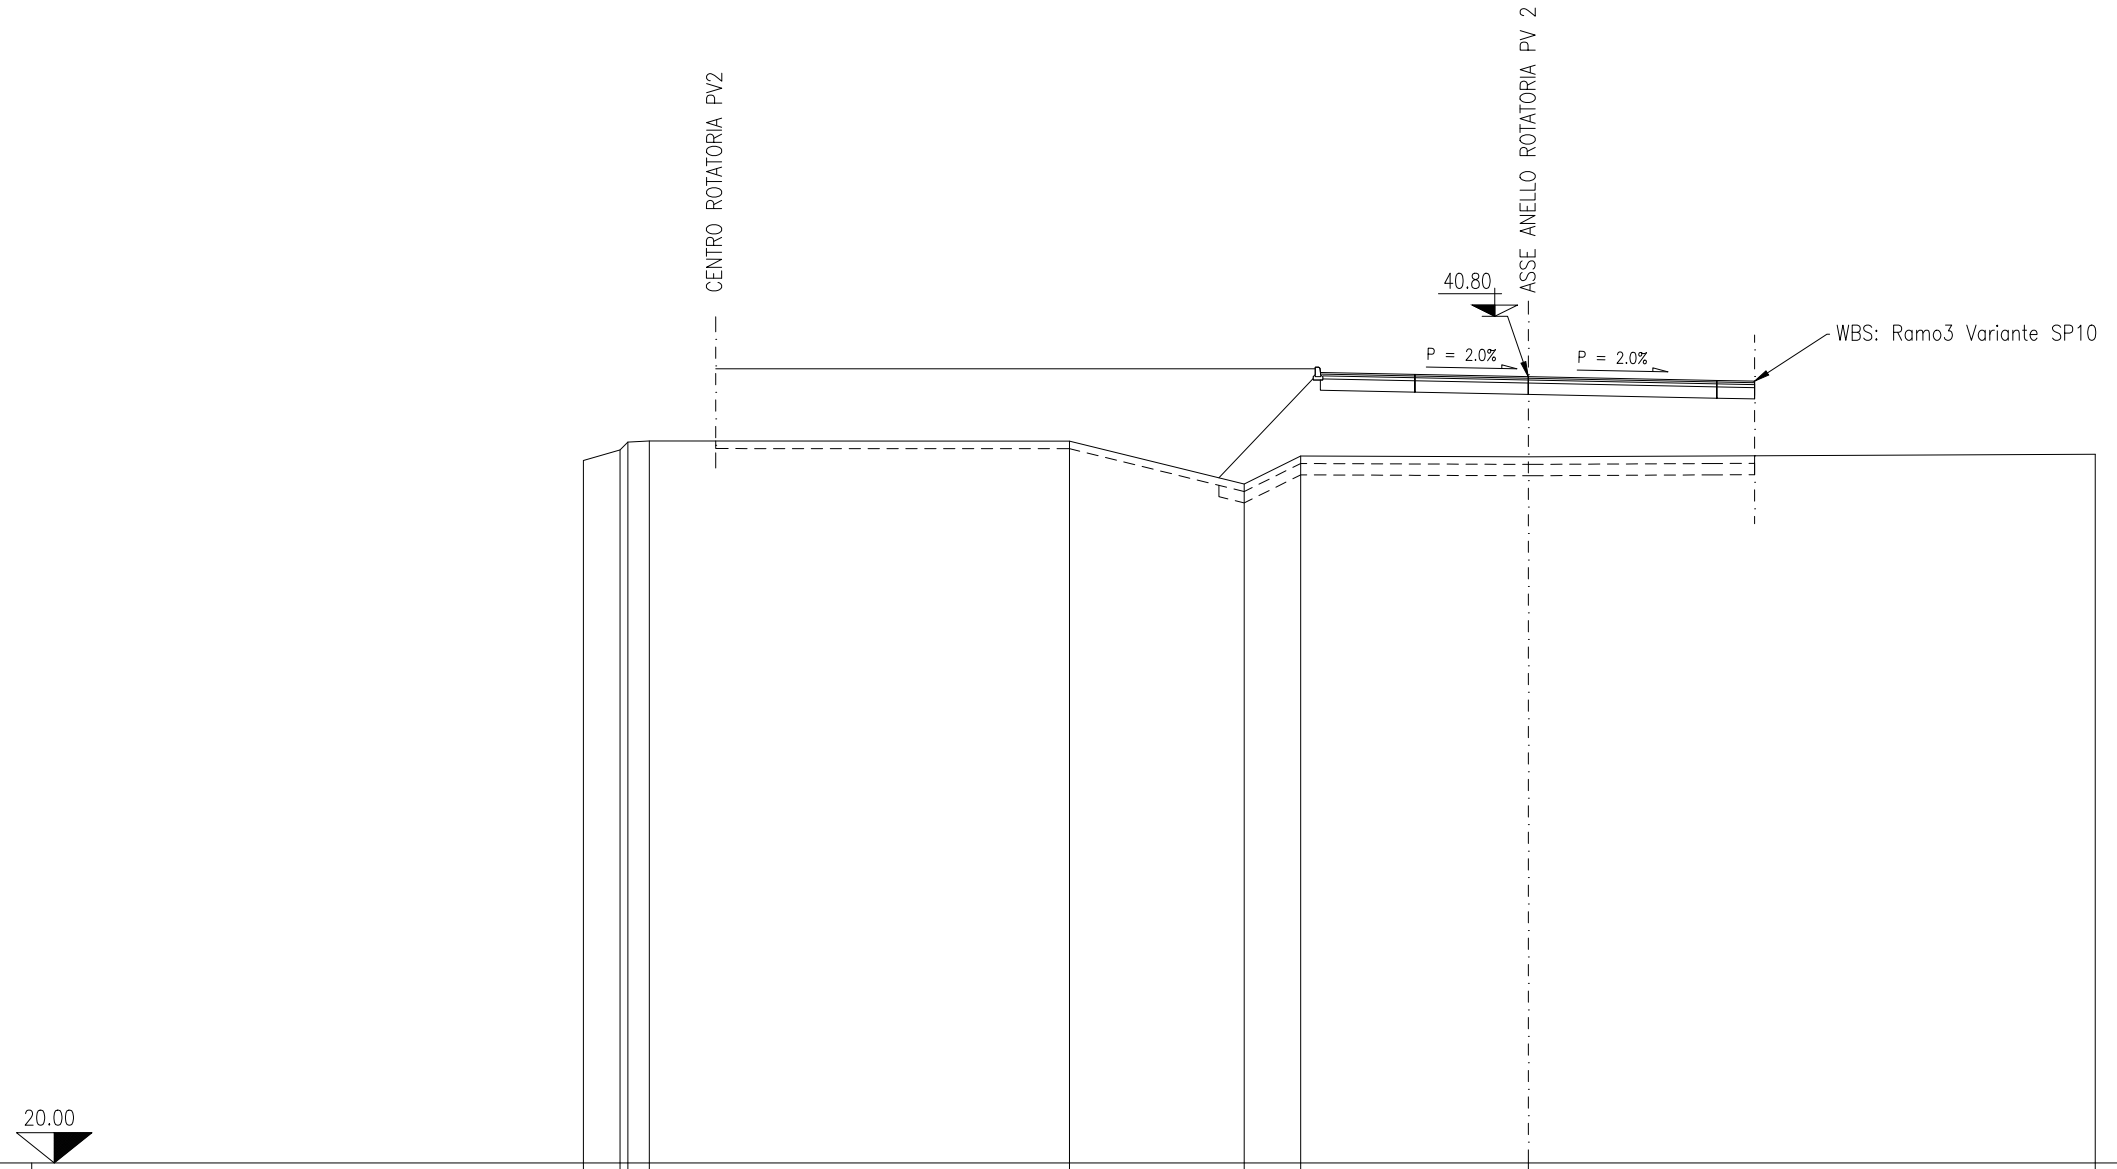 CENTRO ROTATORIA PV2
ASSE ANELLO ROTATORIA PV 2
40.80
P = 2.0%
P = 2.0%
WBS: Ramo3 Variante SP10
20.00